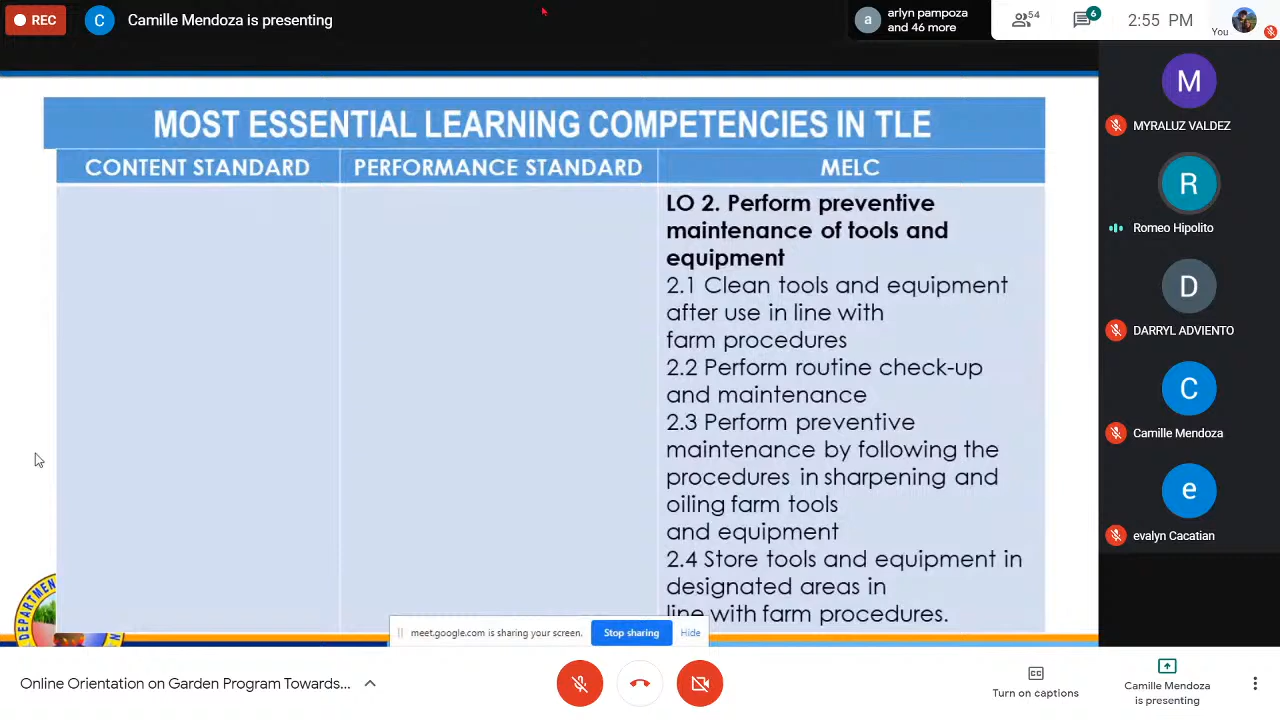 REC
C
Camille Mendoza is presenting
a
arlyn pampoza
and 46 more
54
6
2:55 PM
You
MOST ESSENTIAL LEARNING COMPETENCIES IN TLE
CONTENT STANDARD
PERFORMANCE STANDARD
MELC
LO 2. Perform preventive
maintenance of tools and
equipment
2.1 Clean tools and equipment
after use in line with
farm procedures
2.2 Perform routine check-up
and maintenance
2.3 Perform preventive
maintenance by following the
procedures in sharpening and
oiling farm tools
and equipment
2.4 Store tools and equipment in
designated areas in
line with farm procedures.
DEPARTMEN
meet.google.com is sharing your screen.
Stop sharing
Hide
M
MYRALUZ VALDEZ
R
Romeo Hipolito
D
DARRYL ADVIENTO
C
Camille Mendoza
e
evalyn Cacatian
Online Orientation on Garden Program Towards...
Turn on captions
Camille Mendoza
is presenting